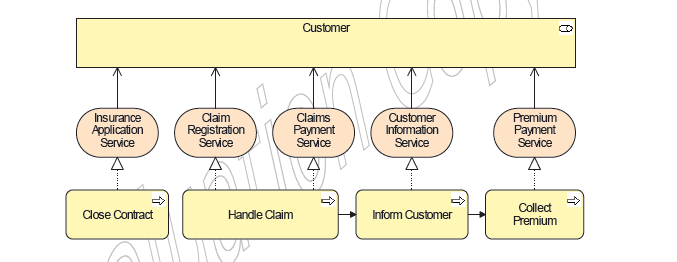 Customer
Insurance
Application
Service
Claim
Registration
Service
Claims
Payment
Service
Customer
Information
Service
Premium
Payment
Service
Close Contract
Handle Claim
Inform Customer
Collect
Premium